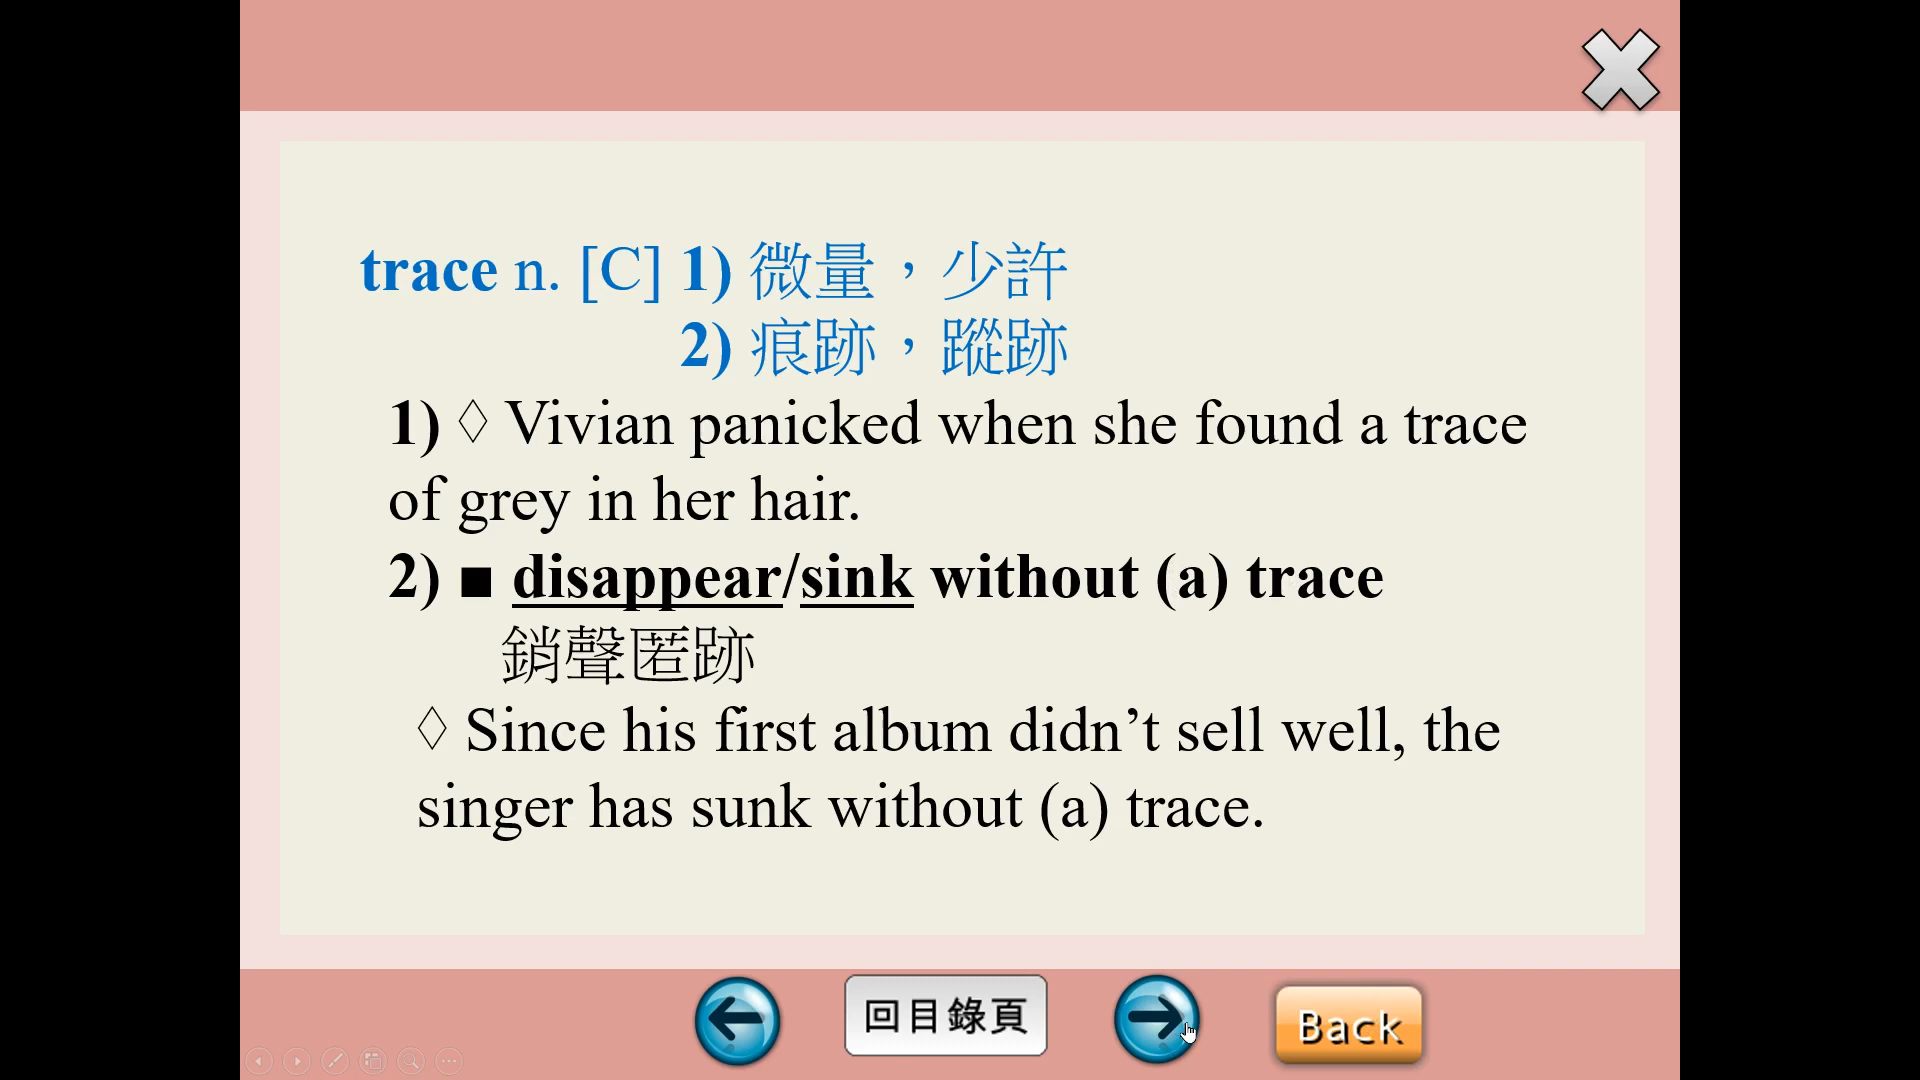 trace n. [C] 1) 微量，少許
2) 痕跡，蹤跡
1) ◊ Vivian panicked when she found a trace
of grey in her hair.
2) ■ disappear/sink without (a) trace
銷聲匿跡
◊ Since his first album didn’t sell well, the
singer has sunk without (a) trace.
回目錄頁
Back